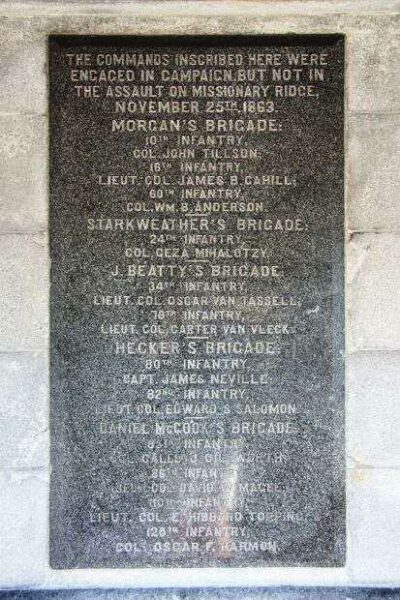 THE COMMANDS INSCRIBED HERE WERE
ENGAGED IN CAMPAIGN, BUT NOT IN
THE ASSAULT ON MISSIONARY RIDGE,
NOVEMBER 25TH, 1863.
MORGAN'S BRIGADE:
10TH INFANTRY,
COL. JOHN TILLSON;
16TH INFANTRY,
LIEUT. COL. JAMES B. CAHILL;
60TH INFANTRY,
COL. WM. B. ANDERSON.
STARKWEATHER'S BRIGADE:
24TH INFANTRY,
COL. GEZA MIHALOTZY.
J. BEATTY'S BRIGADE:
34TH INFANTRY,
LIEUT. COL. OSCAR VAN TASSELL;
78TH INFANTRY,
LIEUT. COL. CARTER VAN VLECK.
HECKER'S BRIGADE:
80TH INFANTRY,
CAPT. JAMES NEVILLE;
82ND INFANTRY,
LIEUT. COL. EDWARD S. SALOMON.
DANIEL McCOOK'S BRIGADE:
INFANTRY,
COL.
86TH INFANTRY,
LIEUT. COL. DAVID W. MAGEE;
INFANTRY,
LIEUT. COL. E. HIBBARD TOPPING;
125TH INFANTRY,
COL. OSCAR F. HARMON.